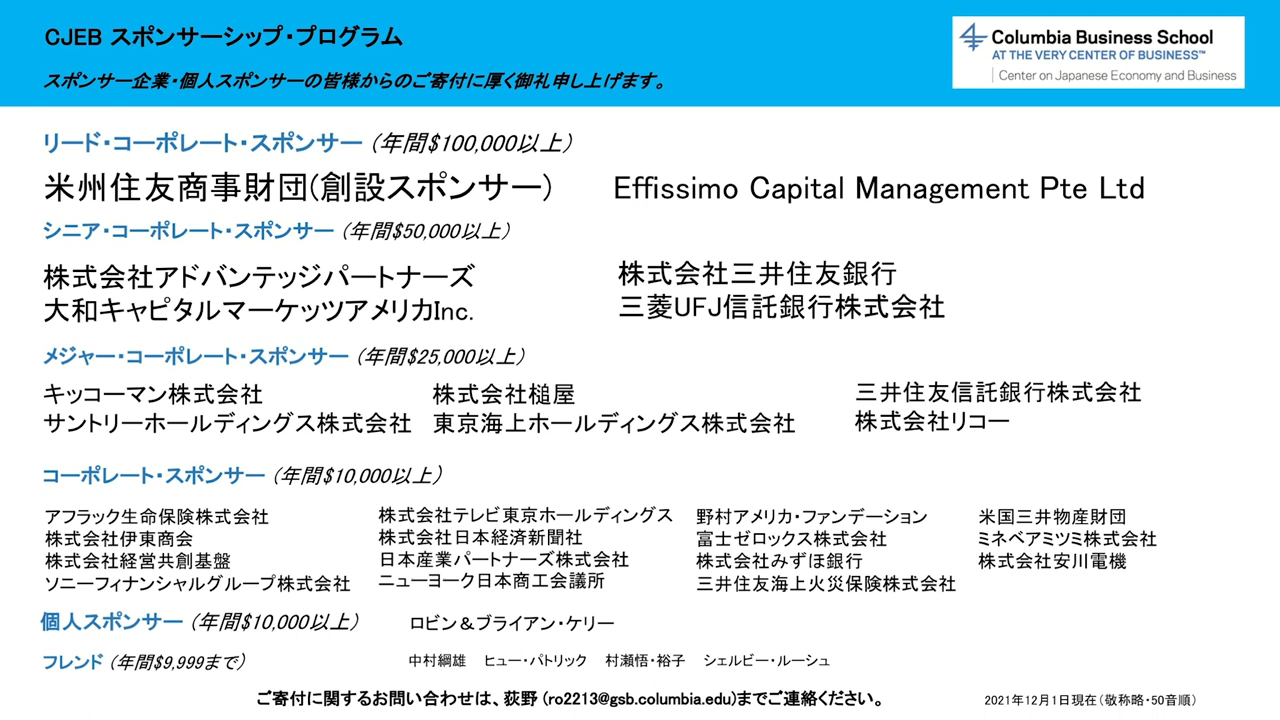 CJEB スポンサーシップ・プログラム
スポンサー企業・個人スポンサーの皆様からのご寄付に厚く御礼申し上げます。
Columbia Business School
AT THE VERY CENTER OF BUSINESS™
Center on Japanese Economy and Business
リード・コーポレート・スポンサー (年間$100,000以上)
米州住友商事財団(創設スポンサー) Effissimo Capital Management Pte Ltd
シニア・コーポレート・スポンサー (年間$50,000以上)
株式会社アドバンテッジパートナーズ 株式会社三井住友銀行
大和キャピタルマーケッツアメリカInc. 三菱UFJ信託銀行株式会社
メジャー・コーポレート・スポンサー (年間$25,000以上)
キッコーマン株式会社 株式会社槌屋 三井住友信託銀行株式会社
サントリーホールディングス株式会社 東京海上ホールディングス株式会社 株式会社リコー
コーポレート・スポンサー (年間$10,000以上)
アフラック生命保険株式会社 株式会社テレビ東京ホールディングス 野村アメリカ・ファンデーション 米国三井物産財団
株式会社伊東商会 株式会社日本経済新聞社 富士ゼロックス株式会社 ミネベアミツミ株式会社
株式会社経営共創基盤 日本産業パートナーズ株式会社 株式会社みずほ銀行 株式会社安川電機
ソニーフィナンシャルグループ株式会社 ニューヨーク日本商工会議所 三井住友海上火災保険株式会社
個人スポンサー (年間$10,000以上) ロビン＆ブライアン・ケリー
フレンド (年間$9,999まで) 中村綱雄 ヒュー・パトリック 村瀬悟・裕子 シェルビー・ルーシュ
ご寄付に関するお問い合わせは、荻野 (ro2213@gsb.columbia.edu)までご連絡ください。 2021年12月1日現在（敬称略・50音順）